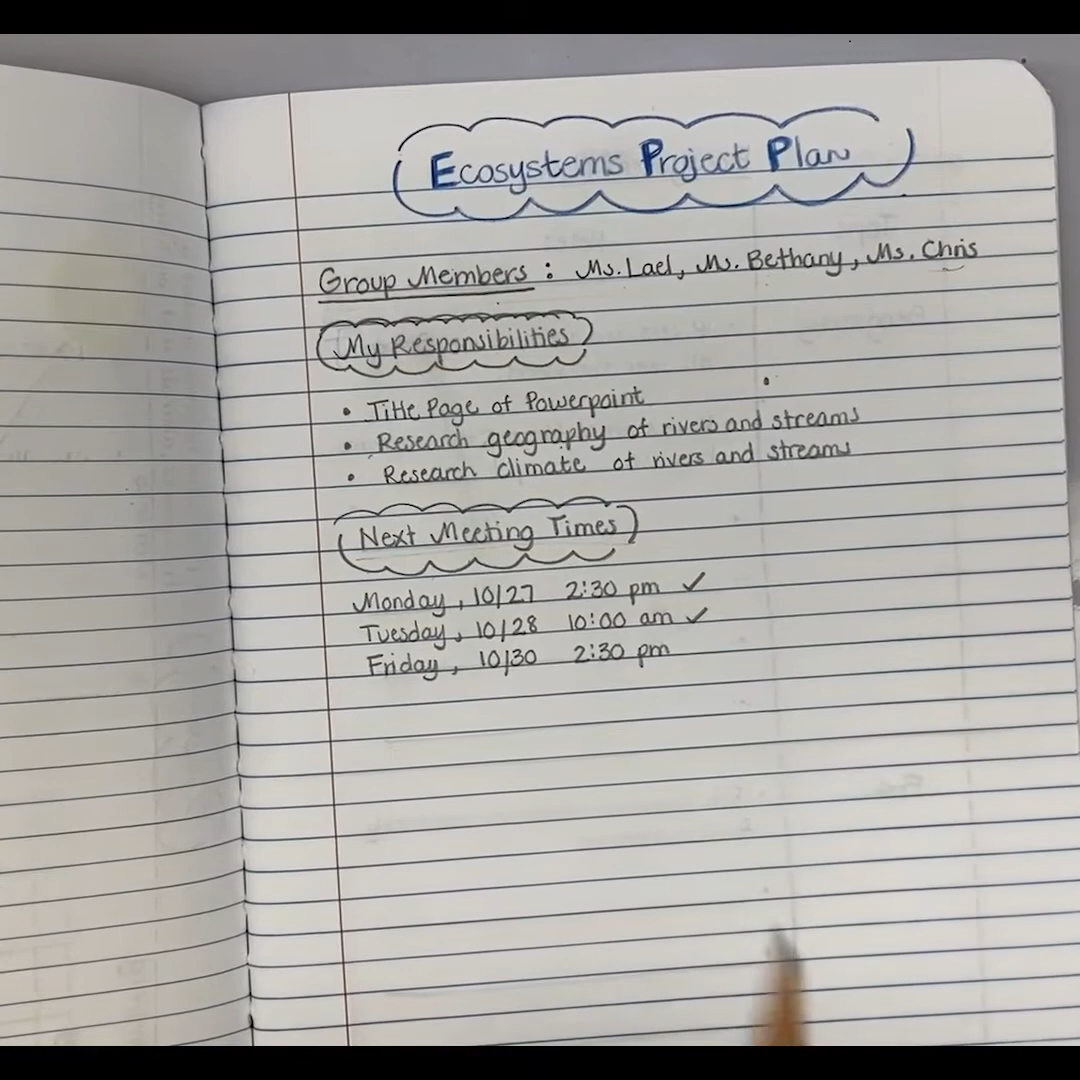 Ecosystems Project Plan
Group Members : Ms. Lael, Ms. Bethany, Ms. Chris
My Responsibilities
• Title Page of Powerpoint
• Research geography of rivers and streams
• Research climate of rivers and streams
Next Meeting Times
Monday, 10/27 2:30 pm ✓
Tuesday, 10/28 10:00 am ✓
Friday, 10/30 2:30 pm